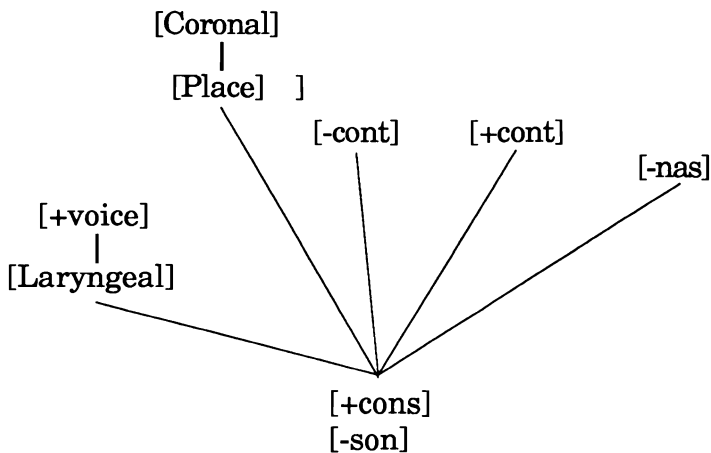 [Coronal]
[Place] ]
[-cont] [+cont]
[-nas]
[+voice]
[Laryngeal]
[+cons]
[-son]